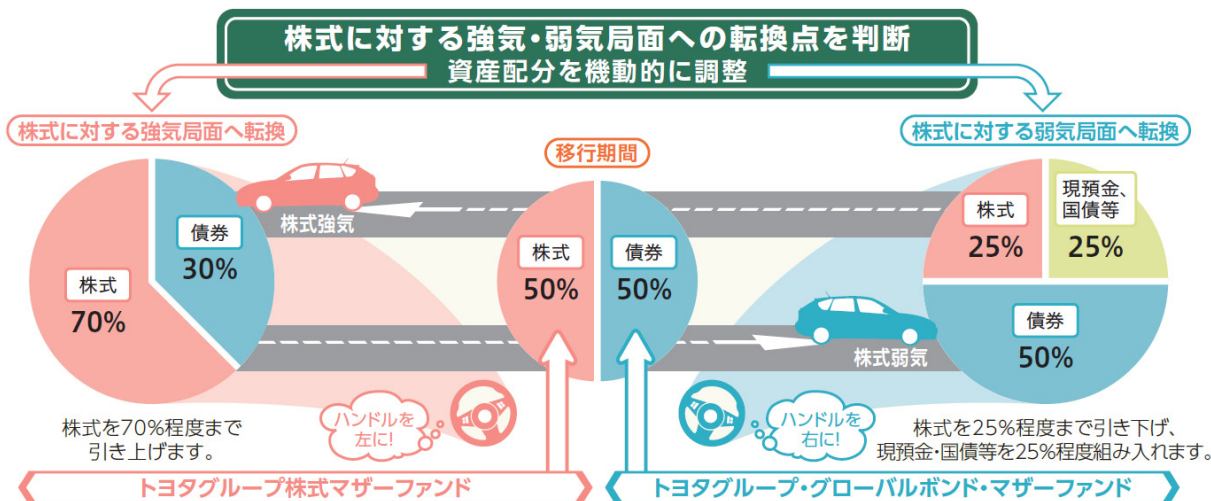 株式に対する強気・弱気局面への転換点を判断
資産配分を機動的に調整
株式に対する強気局面へ転換
移行期間
株式に対する弱気局面へ転換
債券
30%
株式
70%
株式強気
株式
50%
債券
50%
株式
25%
現預金、
国債等
25%
債券
50%
株式弱気
ハンドルを
左に!
ハンドルを
右に!
株式を70%程度まで
引き上げます。
株式を25%程度まで引き下げ、
現預金・国債等を25%程度組み入れます。
トヨタグループ株式マザーファンド
トヨタグループ・グローバルボンド・マザーファンド